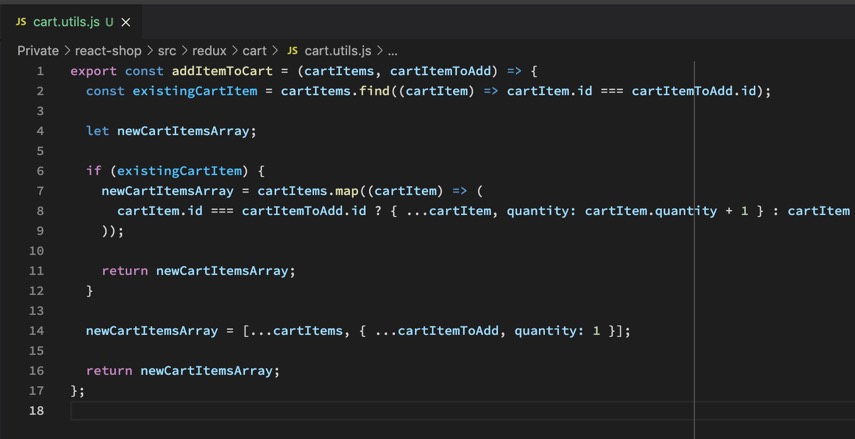 JS cart.utils.js U ×
Private > react-shop > src > redux > cart > JS cart.utils.js > ...
1 export const addItemToCart = (cartItems, cartItemToAdd) => {
2   const existingCartItem = cartItems.find((cartItem) => cartItem.id === cartItemToAdd.id);
3
4   let newCartItemsArray;
5
6   if (existingCartItem) {
7     newCartItemsArray = cartItems.map((cartItem) => (
8       cartItem.id === cartItemToAdd.id ? { ...cartItem, quantity: cartItem.quantity + 1 } : cartItem
9     ));
10
11     return newCartItemsArray;
12   }
13
14   newCartItemsArray = [...cartItems, { ...cartItemToAdd, quantity: 1 }];
15
16   return newCartItemsArray;
17 };
18